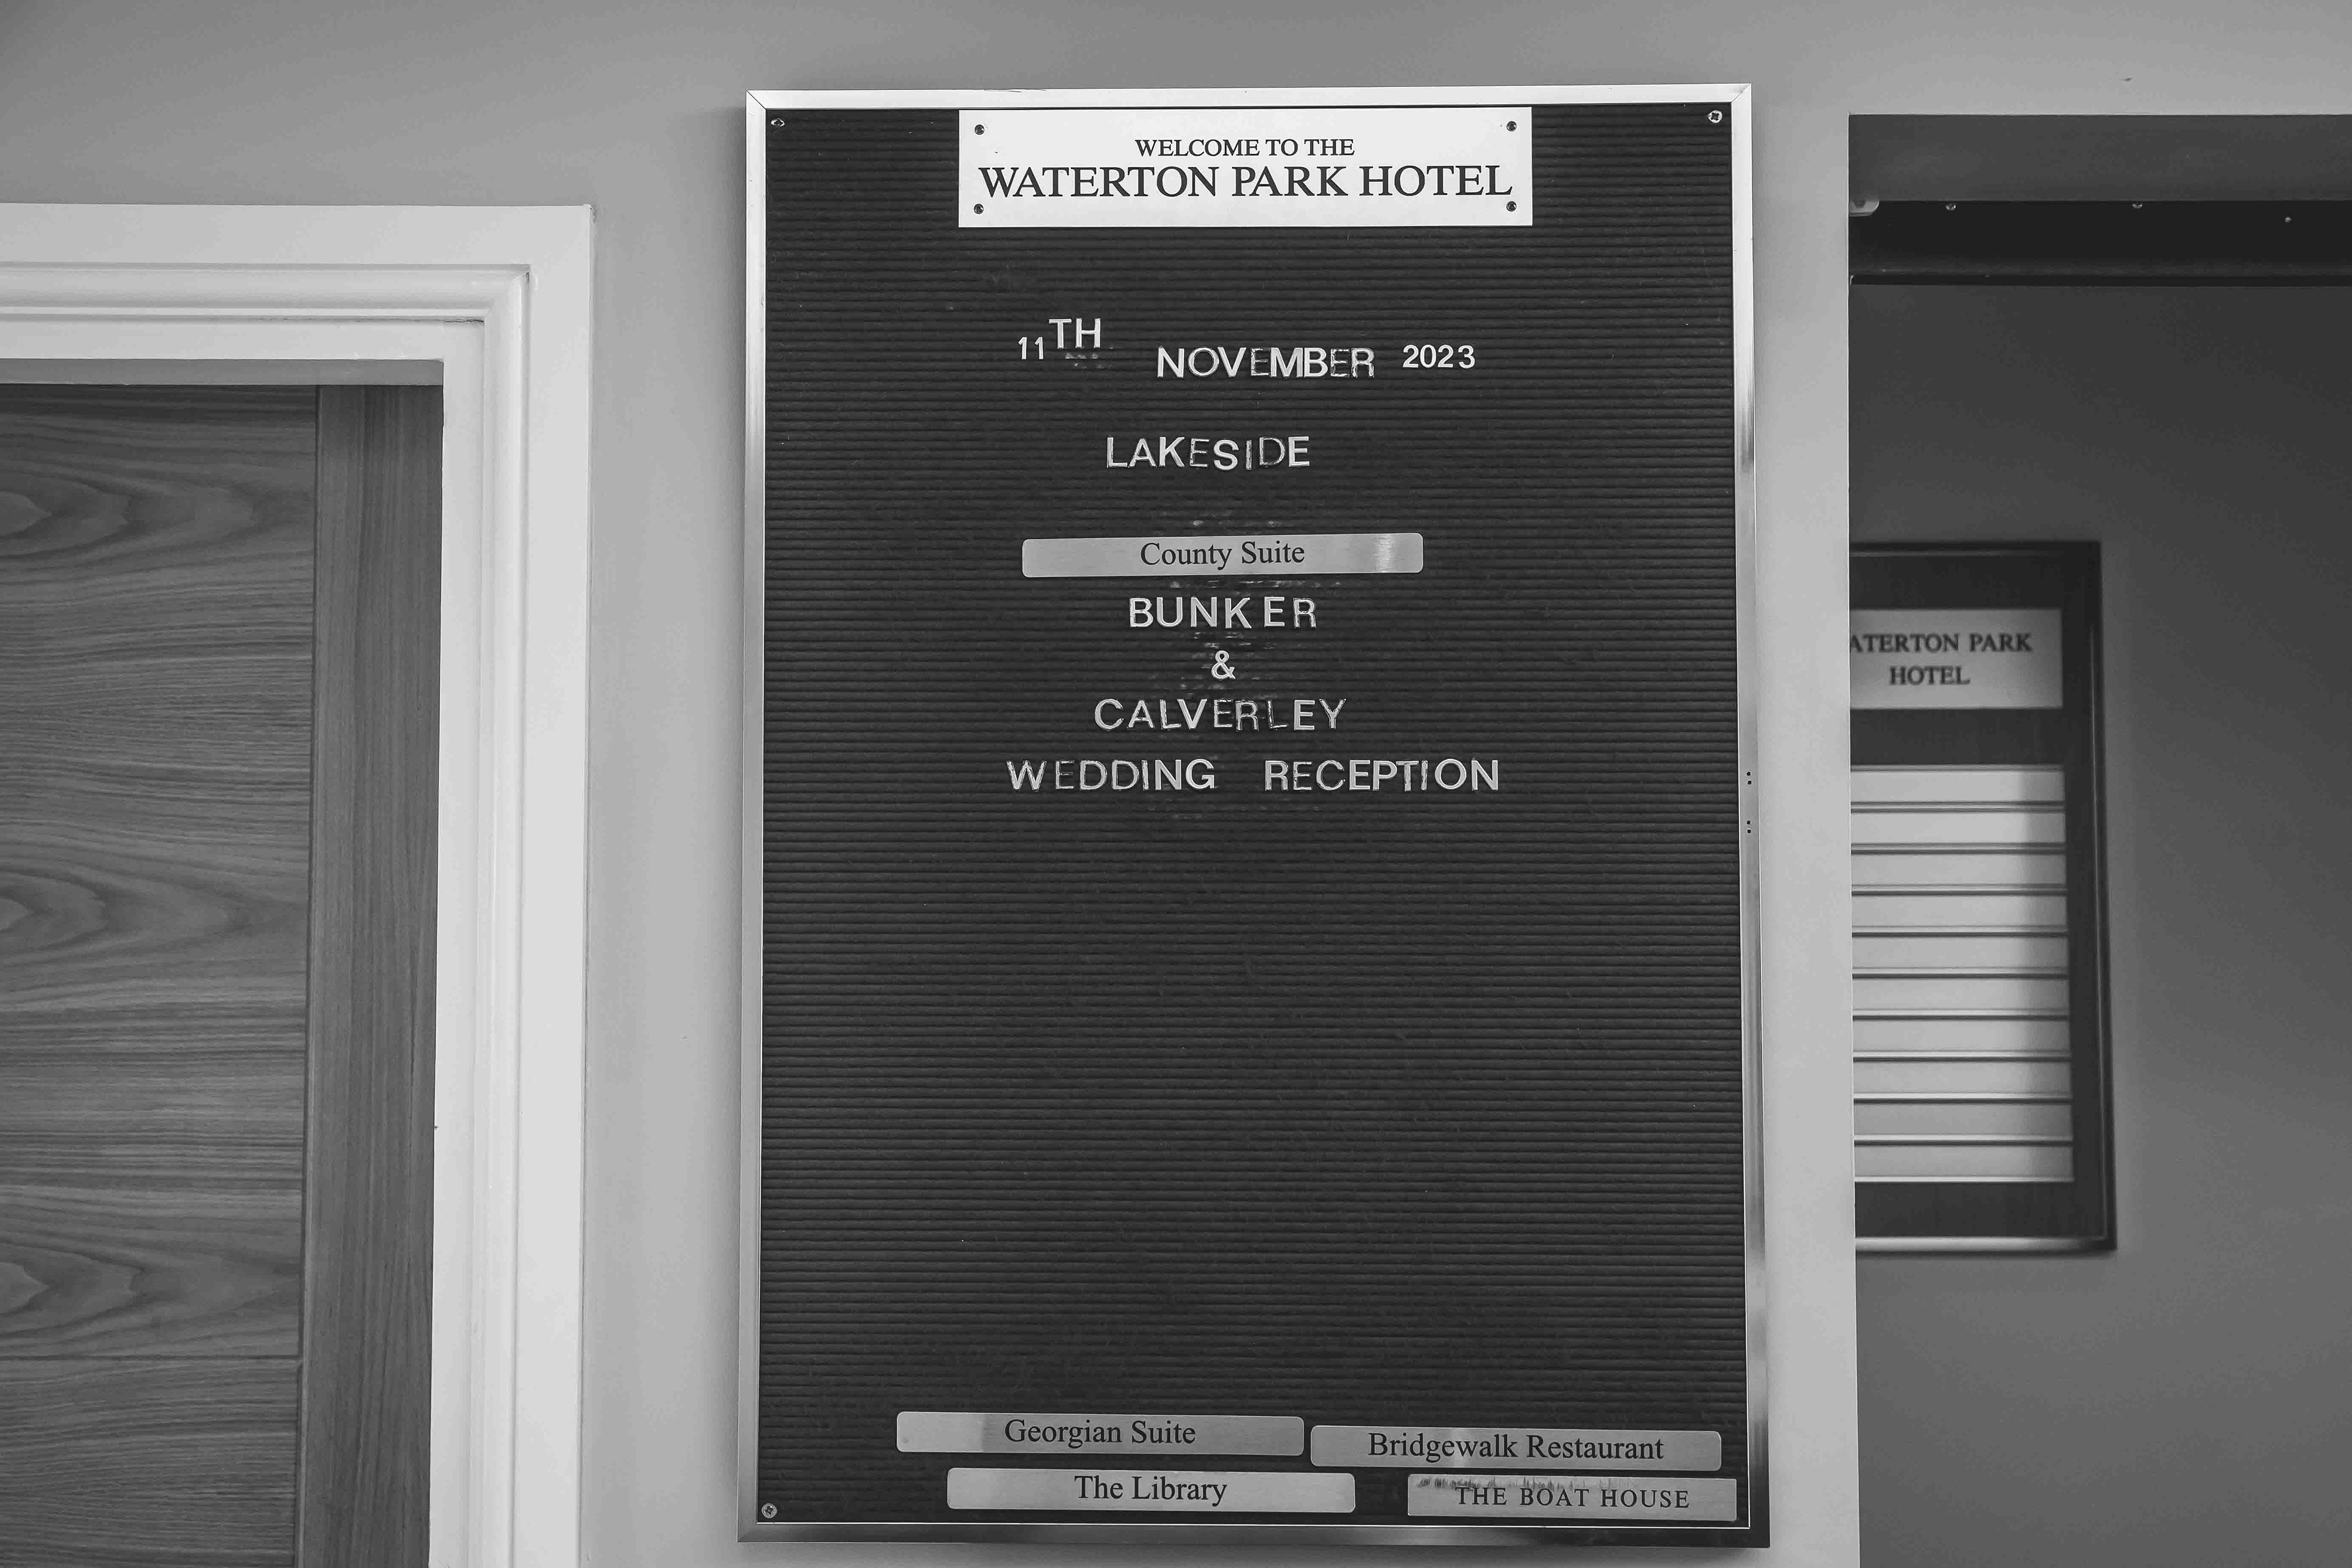 WELCOME TO THE
WATERTON PARK HOTEL
11TH NOVEMBER 2023
LAKESIDE
County Suite
BUNKER
&
CALVERLEY
WEDDING RECEPTION
Georgian Suite
Bridgewalk Restaurant
The Library
THE BOAT HOUSE
ATERTON PARK
HOTEL